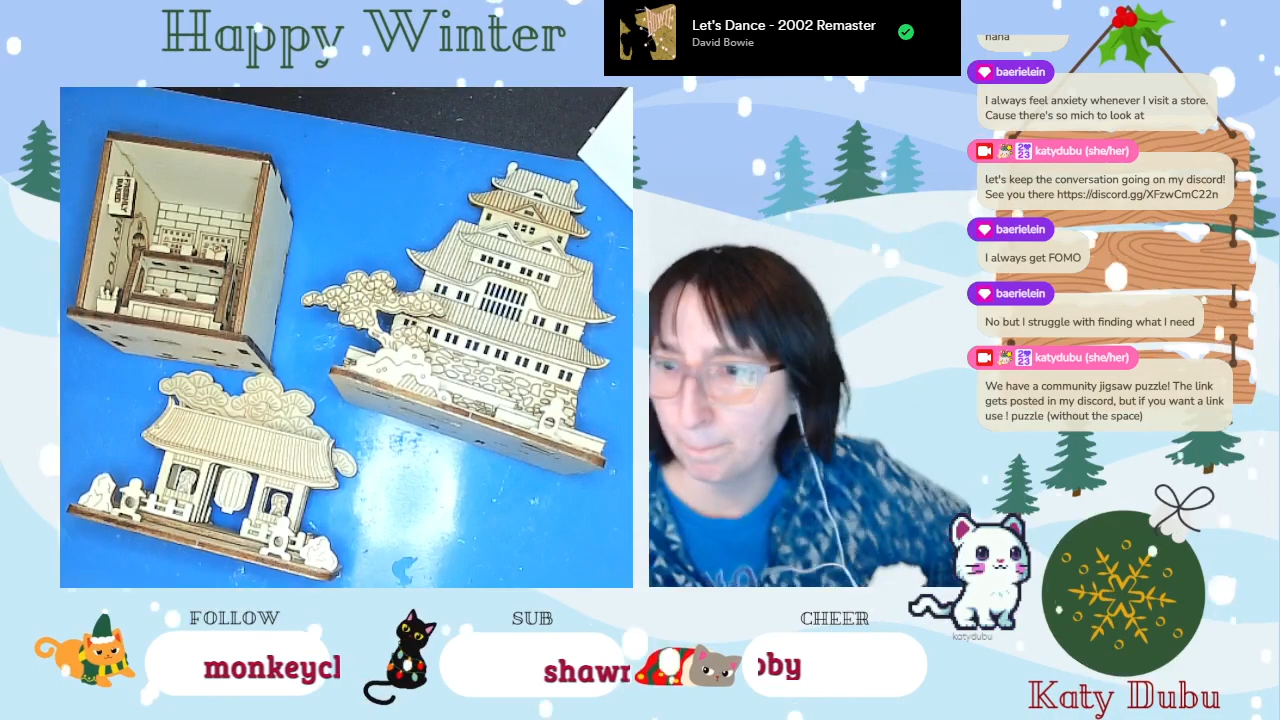 Happy Winter
Let's Dance - 2002 Remaster
David Bowie
baerielein
I always feel anxiety whenever I visit a store.
Cause there's so mich to look at
katydubu (she/her)
let's keep the conversation going on my discord!
See you there https://discord.gg/XFzwCmC22n
baerielein
I always get FOMO
baerielein
No but I struggle with finding what I need
katydubu (she/her)
We have a community jigsaw puzzle! The link
gets posted in my discord, but if you want a link
use ! puzzle (without the space)
katydubu
FOLLOW
SUB
CHEER
monkeycl
shawr
oby
Katy Dubu